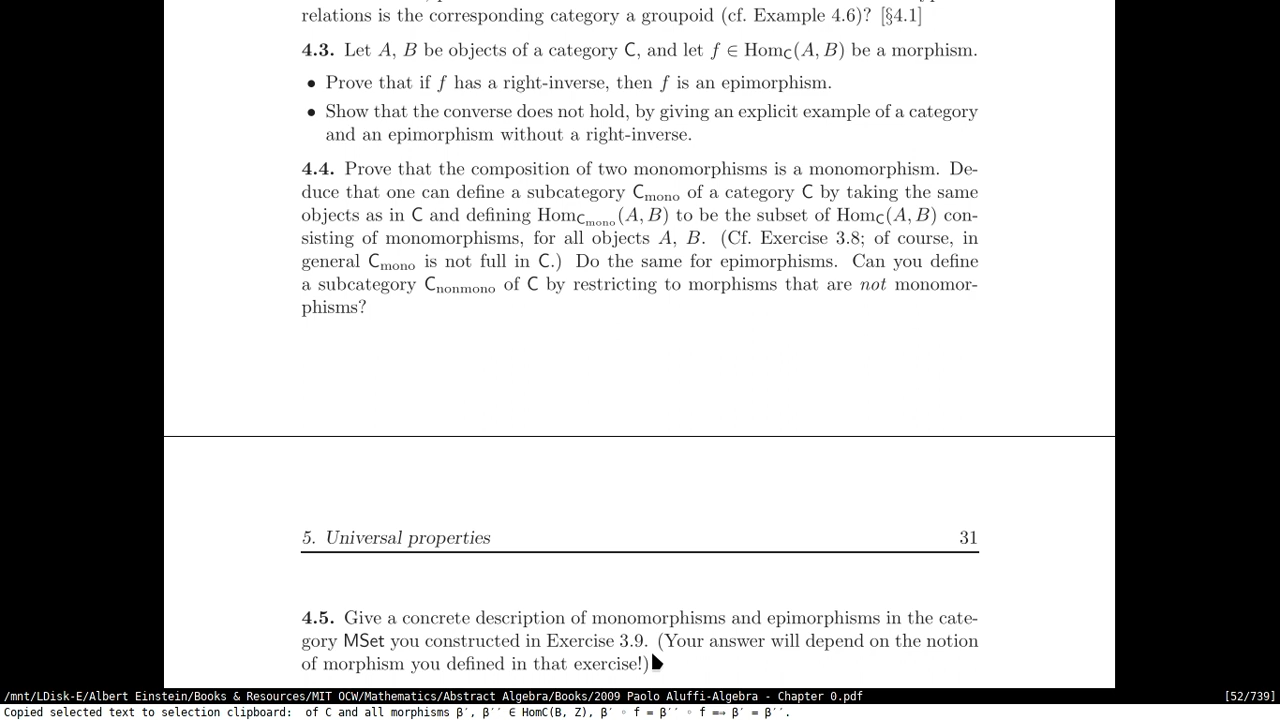 relations is the corresponding category a groupoid (cf. Example 4.6)? [§4.1]
4.3. Let A, B be objects of a category C, and let f ∈ Hom_C(A, B) be a morphism.
• Prove that if f has a right-inverse, then f is an epimorphism.
• Show that the converse does not hold, by giving an explicit example of a category
and an epimorphism without a right-inverse.
4.4. Prove that the composition of two monomorphisms is a monomorphism. De-
duce that one can define a subcategory C_mono of a category C by taking the same
objects as in C and defining Hom_{C_mono}(A, B) to be the subset of Hom_C(A, B) con-
sisting of monomorphisms, for all objects A, B. (Cf. Exercise 3.8; of course, in
general C_mono is not full in C.) Do the same for epimorphisms. Can you define
a subcategory C_nonmono of C by restricting to morphisms that are not monomor-
phisms?
5. Universal properties 31
4.5. Give a concrete description of monomorphisms and epimorphisms in the cate-
gory MSet you constructed in Exercise 3.9. (Your answer will depend on the notion
of morphism you defined in that exercise!)
/mnt/LDisk-E/Albert Einstein/Books & Resources/MIT OCW/Mathematics/Abstract Algebra/Books/2009 Paolo Aluffi-Algebra - Chapter 0.pdf [52/739]
Copied selected text to selection clipboard: of C and all morphisms β′, β′′ ∈ HomC(B, Z), β′ ◦ f = β′′ ◦ f =⇒ β′ = β′′.